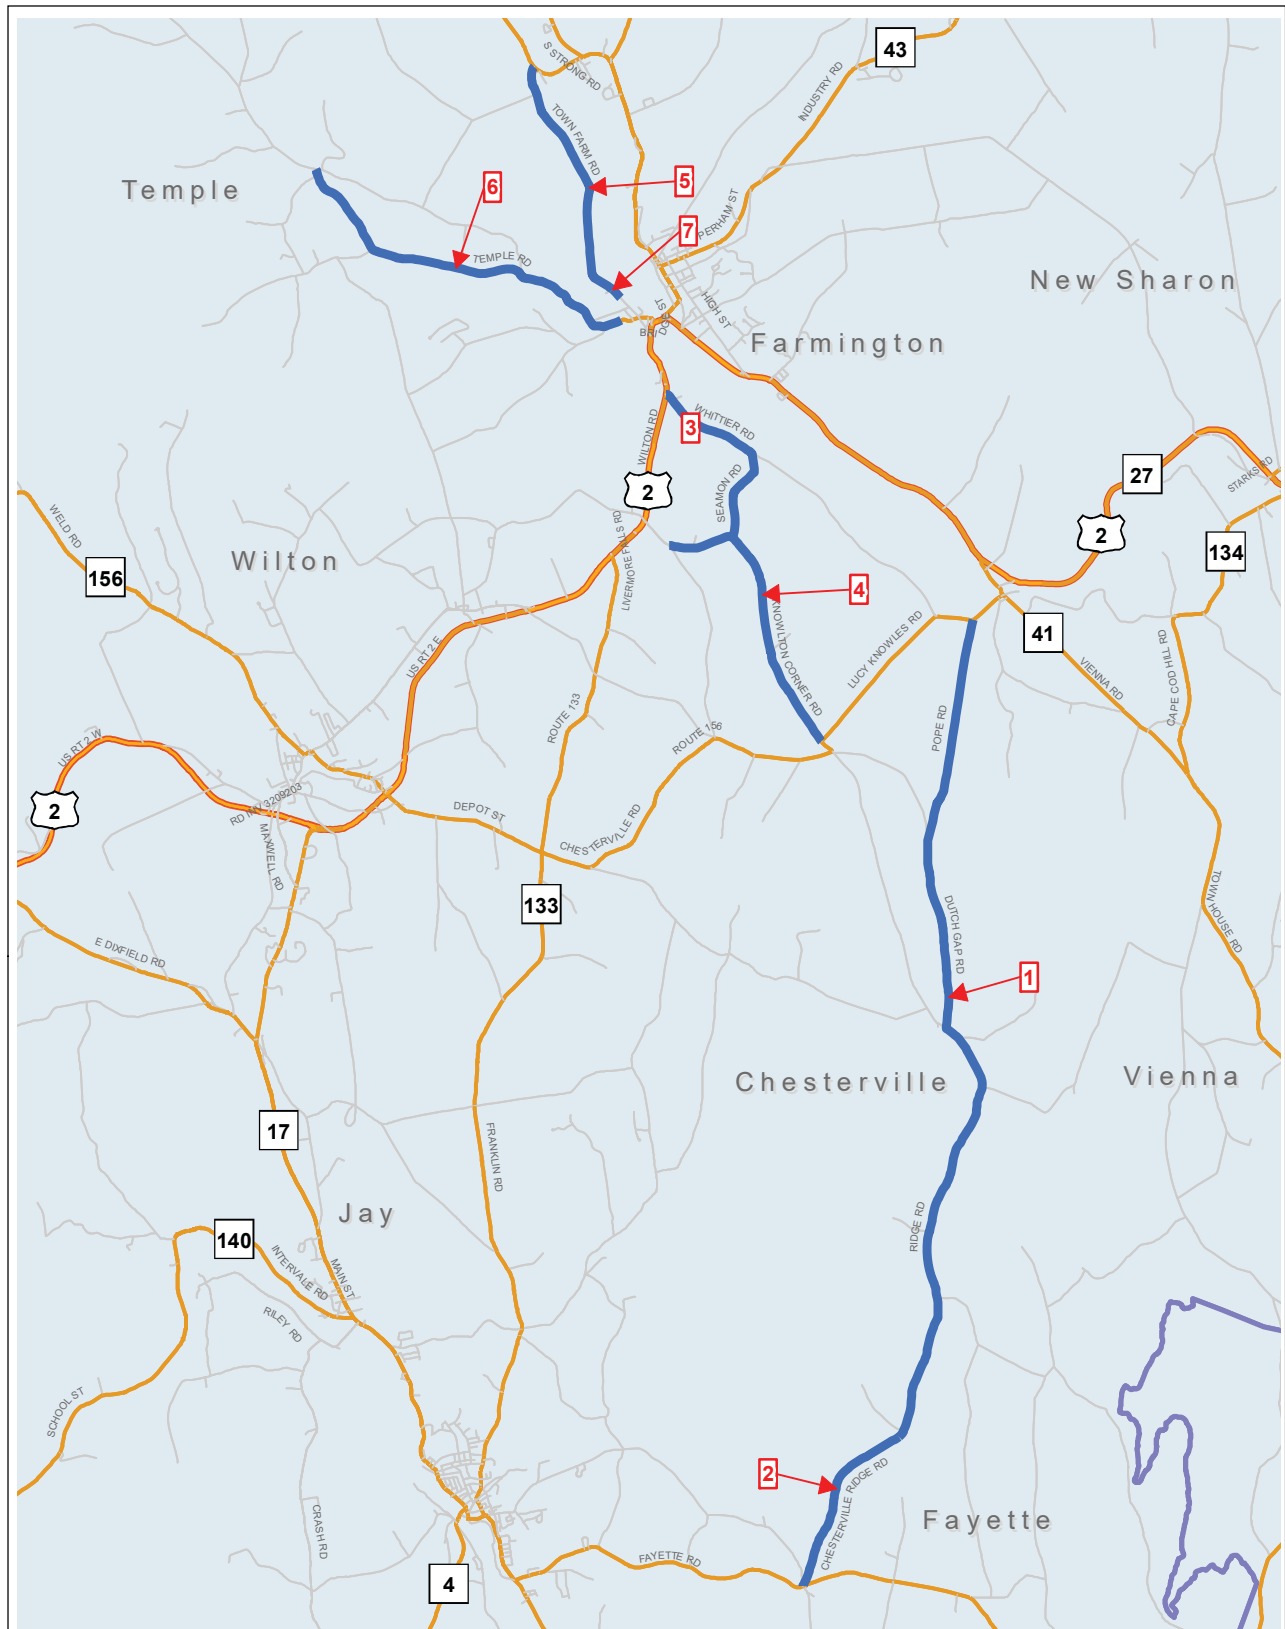 43
S STRONG RD
INDUSTRY RD
TOWN FARM RD
Temple
6
5
PERHAM ST
7
TEMPLE RD
New Sharon
HIGH ST
BRIDGE ST
Farmington
WHITTIER RD
3
WILTON RD
27
STARKS RD
2
SEAMON RD
WELD RD
2
LIVERMORE FALLS RD
134
Wilton
156
4
KNOWLTON CORNER RD
LUCY KNOWLES RD
41
US RT 2 E
VIENNA RD
CAPE COD HILL RD
ROUTE 133
POPE RD
ROUTE 156
US RT 2 W
2
RD INV 3209203
DEPOT ST
CHESTERVILLE RD
MAXWELL RD
133
TOWN HOUSE RD
DUTCH GAP RD
E DIXFIELD RD
1
Chesterville
Vienna
17
FRANKLIN RD
Jay
RIDGE RD
140
INTERVALE RD
MAIN ST
RILEY RD
SCHOOL ST
2
CHESTERVILLE RIDGE RD
Fayette
CRASH RD
FAYETTE RD
4